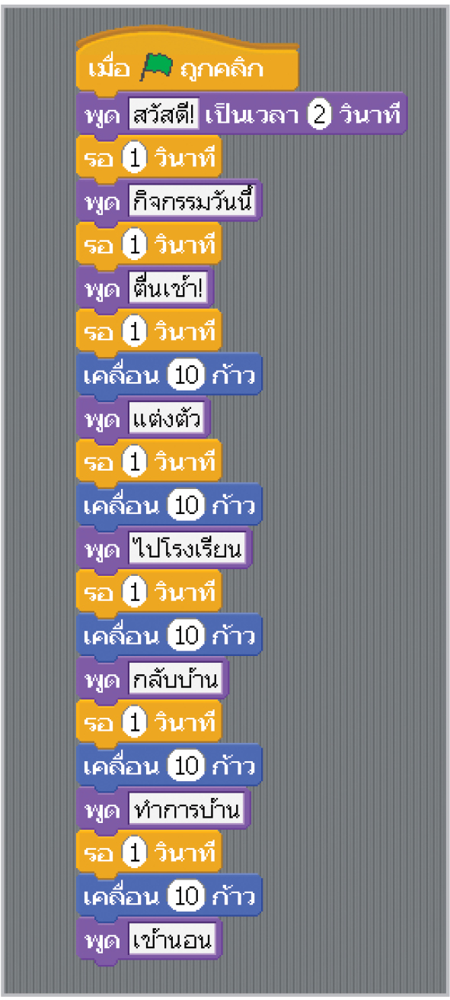 เมื่อ ถูกคลิก
พูด สวัสดี! เป็นเวลา 2 วินาที
รอ 1 วินาที
พูด กิจกรรมวันนี้
รอ 1 วินาที
พูด ตื่นเช้า!
รอ 1 วินาที
เคลื่อน 10 ก้าว
พูด แต่งตัว
รอ 1 วินาที
เคลื่อน 10 ก้าว
พูด ไปโรงเรียน
รอ 1 วินาที
เคลื่อน 10 ก้าว
พูด กลับบ้าน
รอ 1 วินาที
เคลื่อน 10 ก้าว
พูด ทำการบ้าน
รอ 1 วินาที
เคลื่อน 10 ก้าว
พูด เข้านอน